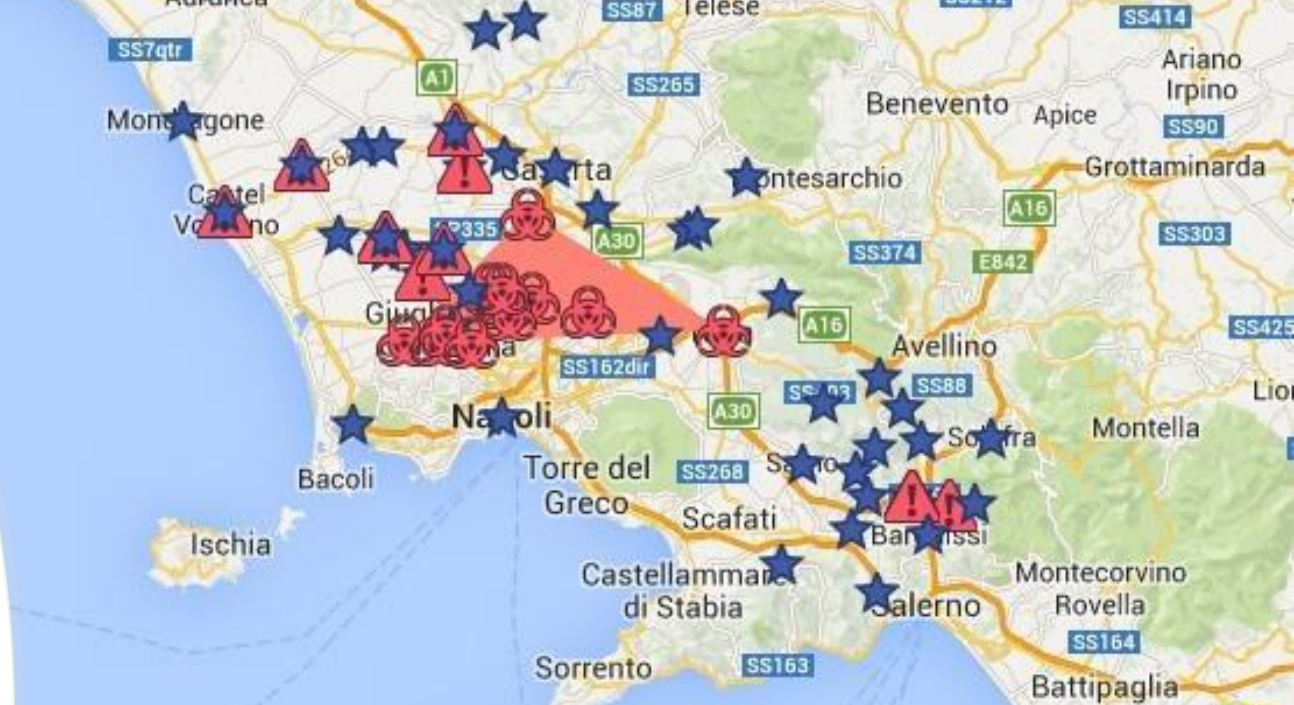 SS87
Telese
SS414
SS7qtr
A1
SS265
Ariano
Irpino
Benevento
Apice
SS90
Grottaminarda
A16
SS303
A30
SS374
E842
A16
SS425
Avellino
SS162dir
SS88
A30
Montella
Bacoli
Torre del
Greco
SS268
Scafati
Ischia
Castellammare
di Stabia
Montecorvino
Rovella
Salerno
SS164
Sorrento
SS163
Battipaglia